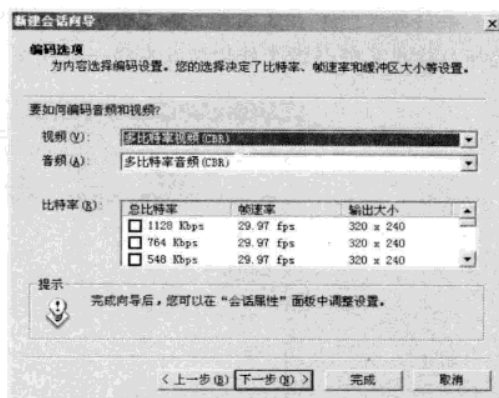 新建会话向导
编码选项
为内容选择编码设置。您的选择决定了比特率、帧速率和缓冲区大小等设置。
要如何编码音频和视频?
视频(V): 多比特率视频(CBR)
音频(A): 多比特率音频(CBR)
比特率(R): 总比特率 帧速率 输出大小
1128 Kbps 29.97 fps 320 x 240
764 Kbps 29.97 fps 320 x 240
548 Kbps 29.97 fps 320 x 240
提示
完成向导后，您可以在“会话属性”面板中调整设置。
< 上一步(B) 下一步(N) > 完成 取消